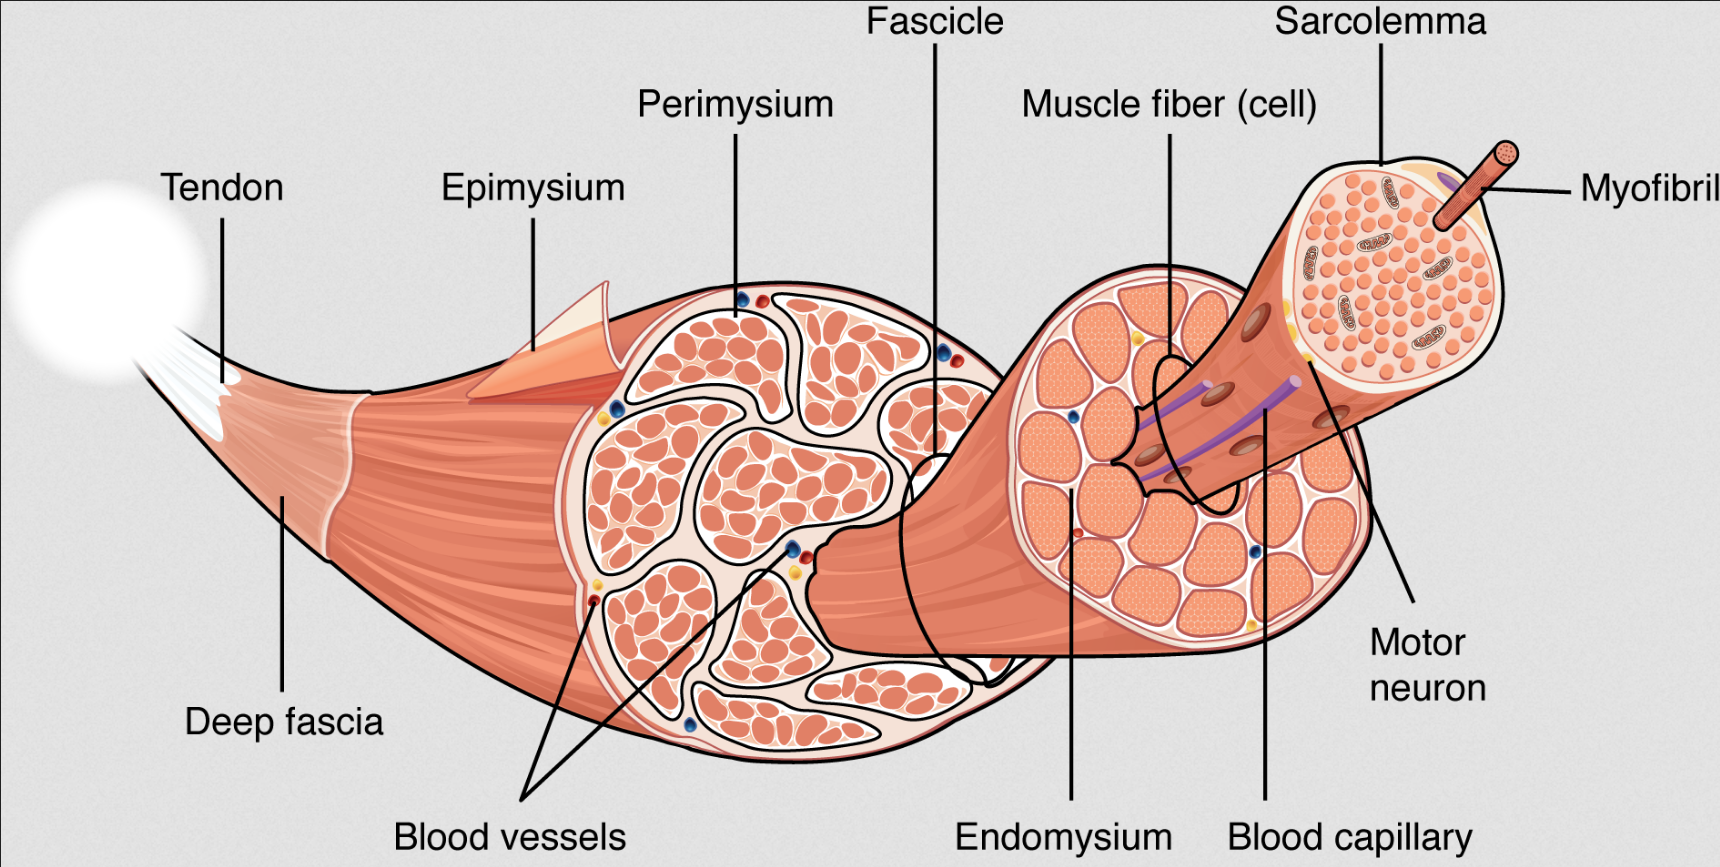 Fascicle
Sarcolemma
Perimysium
Muscle fiber (cell)
Tendon
Epimysium
Myofibril
Motor
neuron
Deep fascia
Blood vessels
Endomysium
Blood capillary